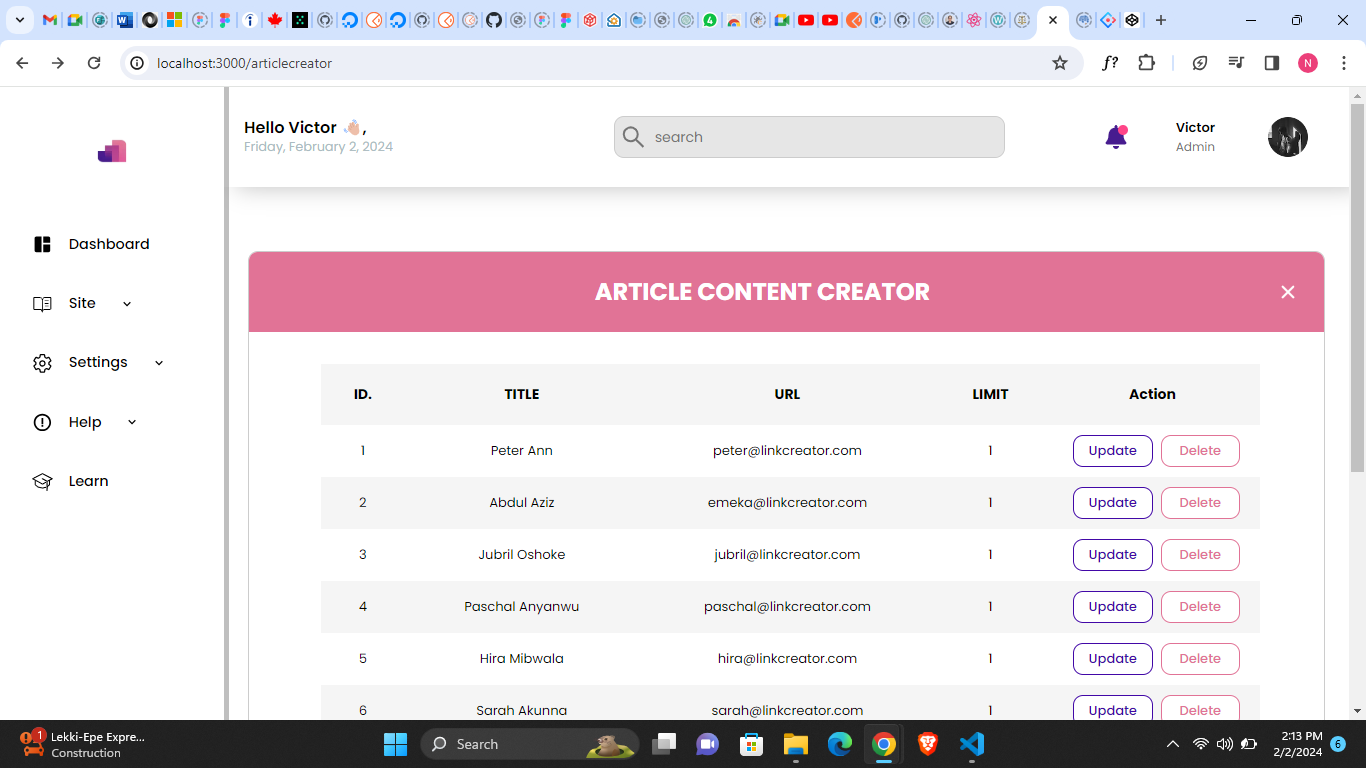 localhost:3000/articlecreator
f?
N
Hello Victor 👋🏼,
Friday, February 2, 2024
search
Victor
Admin
Dashboard
Site
Settings
Help
Learn
ARTICLE CONTENT CREATOR
ID. TITLE URL LIMIT Action
1 Peter Ann peter@linkcreator.com 1 Update Delete
2 Abdul Aziz emeka@linkcreator.com 1 Update Delete
3 Jubril Oshoke jubril@linkcreator.com 1 Update Delete
4 Paschal Anyanwu paschal@linkcreator.com 1 Update Delete
5 Hira Mibwala hira@linkcreator.com 1 Update Delete
6 Sarah Akunna sarah@linkcreator.com 1 Update Delete
1
Lekki-Epe Expre...
Construction
Search
2:13 PM
2/2/2024
6